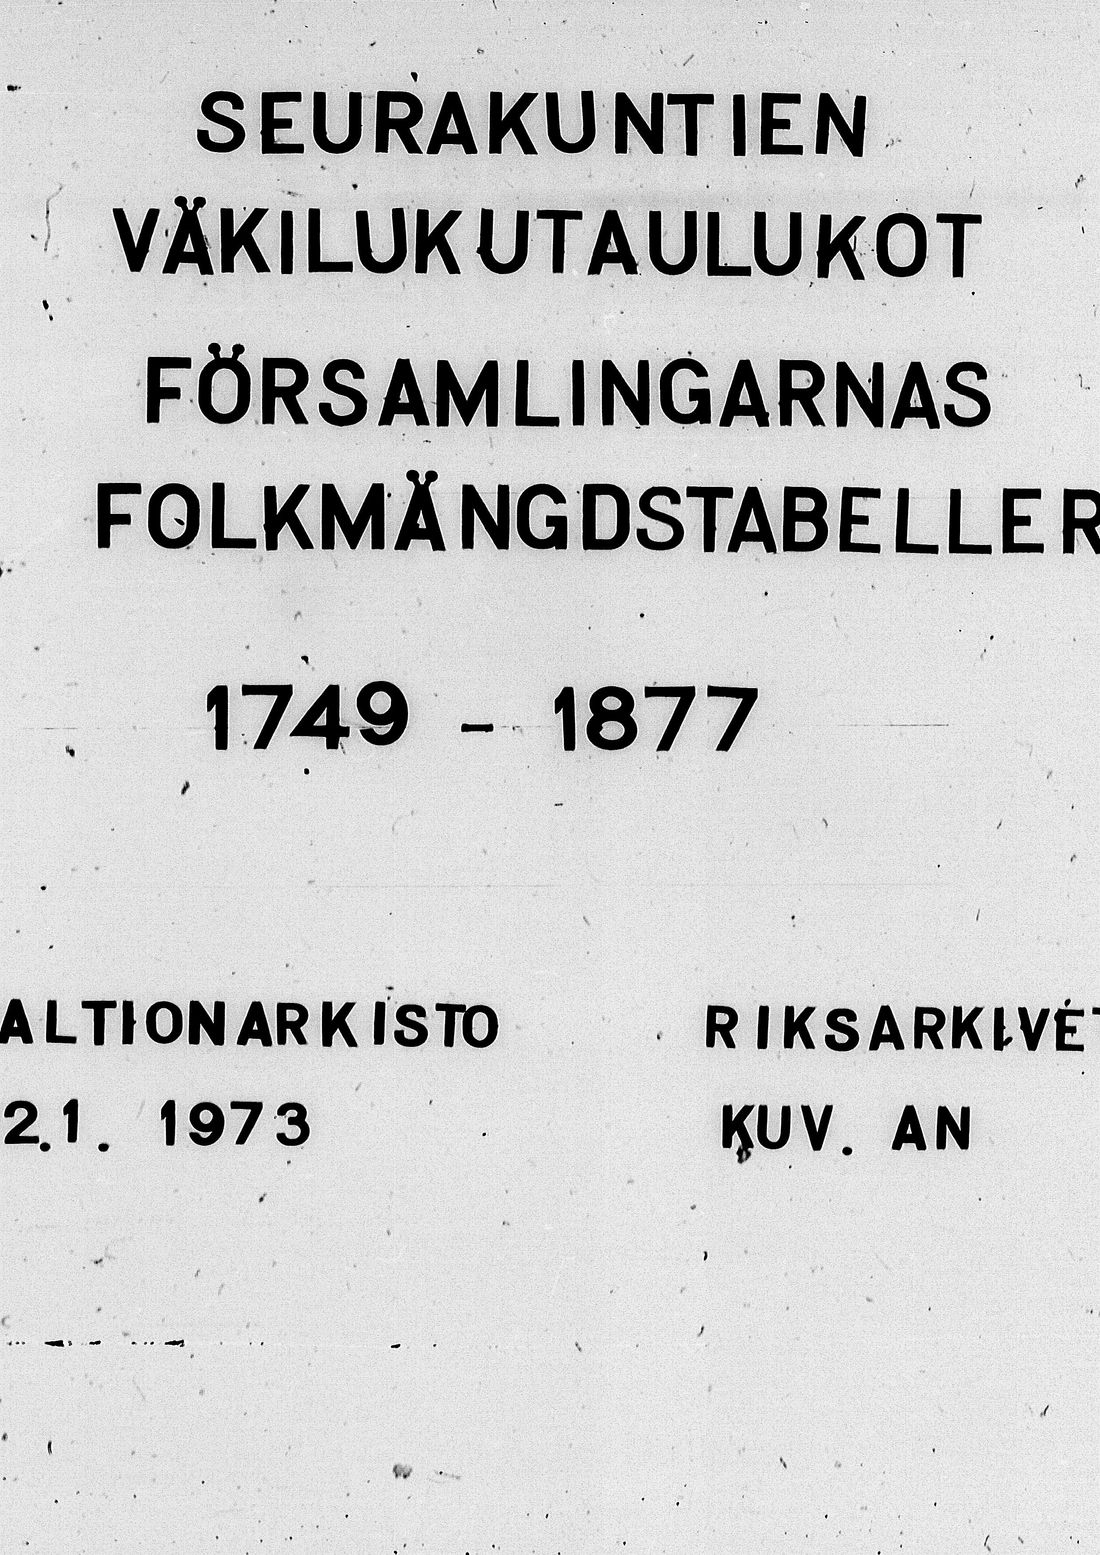 SEURAKUNTIEN
VÄKILUKUTAULUKOT
FÖRSAMLINGARNAS
FOLKMÄNGDSTABELLER
1749 - 1877
ALTIONARKISTO RIKSARKIVET
2.1. 1973 KUV. AN